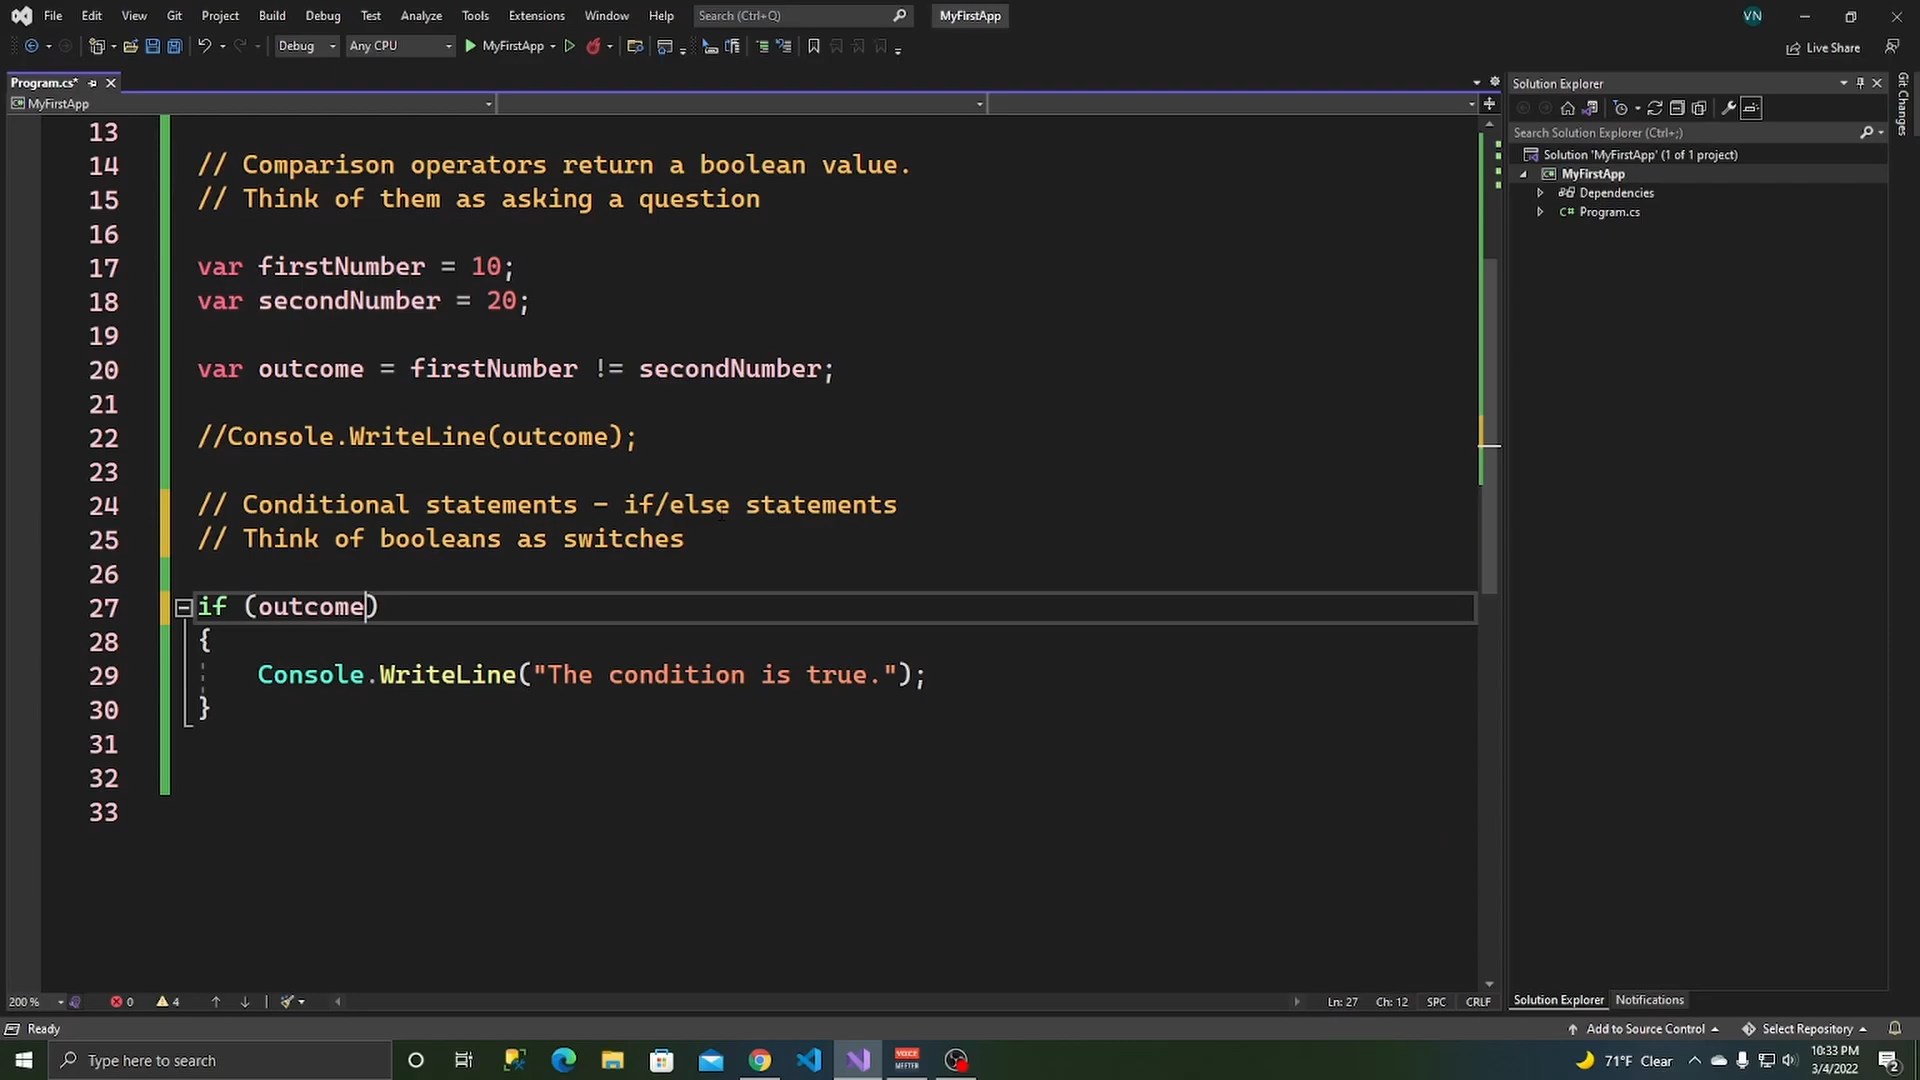 File Edit View Git Project Build Debug Test Analyze Tools Extensions Window Help Search (Ctrl+Q) MyFirstApp VN
Debug Any CPU MyFirstApp Live Share
Program.cs*
MyFirstApp
13
14 // Comparison operators return a boolean value.
15 // Think of them as asking a question
16
17 var firstNumber = 10;
18 var secondNumber = 20;
19
20 var outcome = firstNumber != secondNumber;
21
22 //Console.WriteLine(outcome);
23
24 // Conditional statements - if/else statements
25 // Think of booleans as switches
26
27 if (outcome)
28 {
29 Console.WriteLine("The condition is true.");
30 }
31
32
33
200 % 0 4 Ln: 27 Ch: 12 SPC CRLF
Solution Explorer
Search Solution Explorer (Ctrl+;)
Solution 'MyFirstApp' (1 of 1 project)
MyFirstApp
Dependencies
C# Program.cs
Solution Explorer Notifications
Git Changes
Ready Add to Source Control Select Repository
Type here to search VOICE MEETER 71°F Clear 10:33 PM
3/4/2022
2